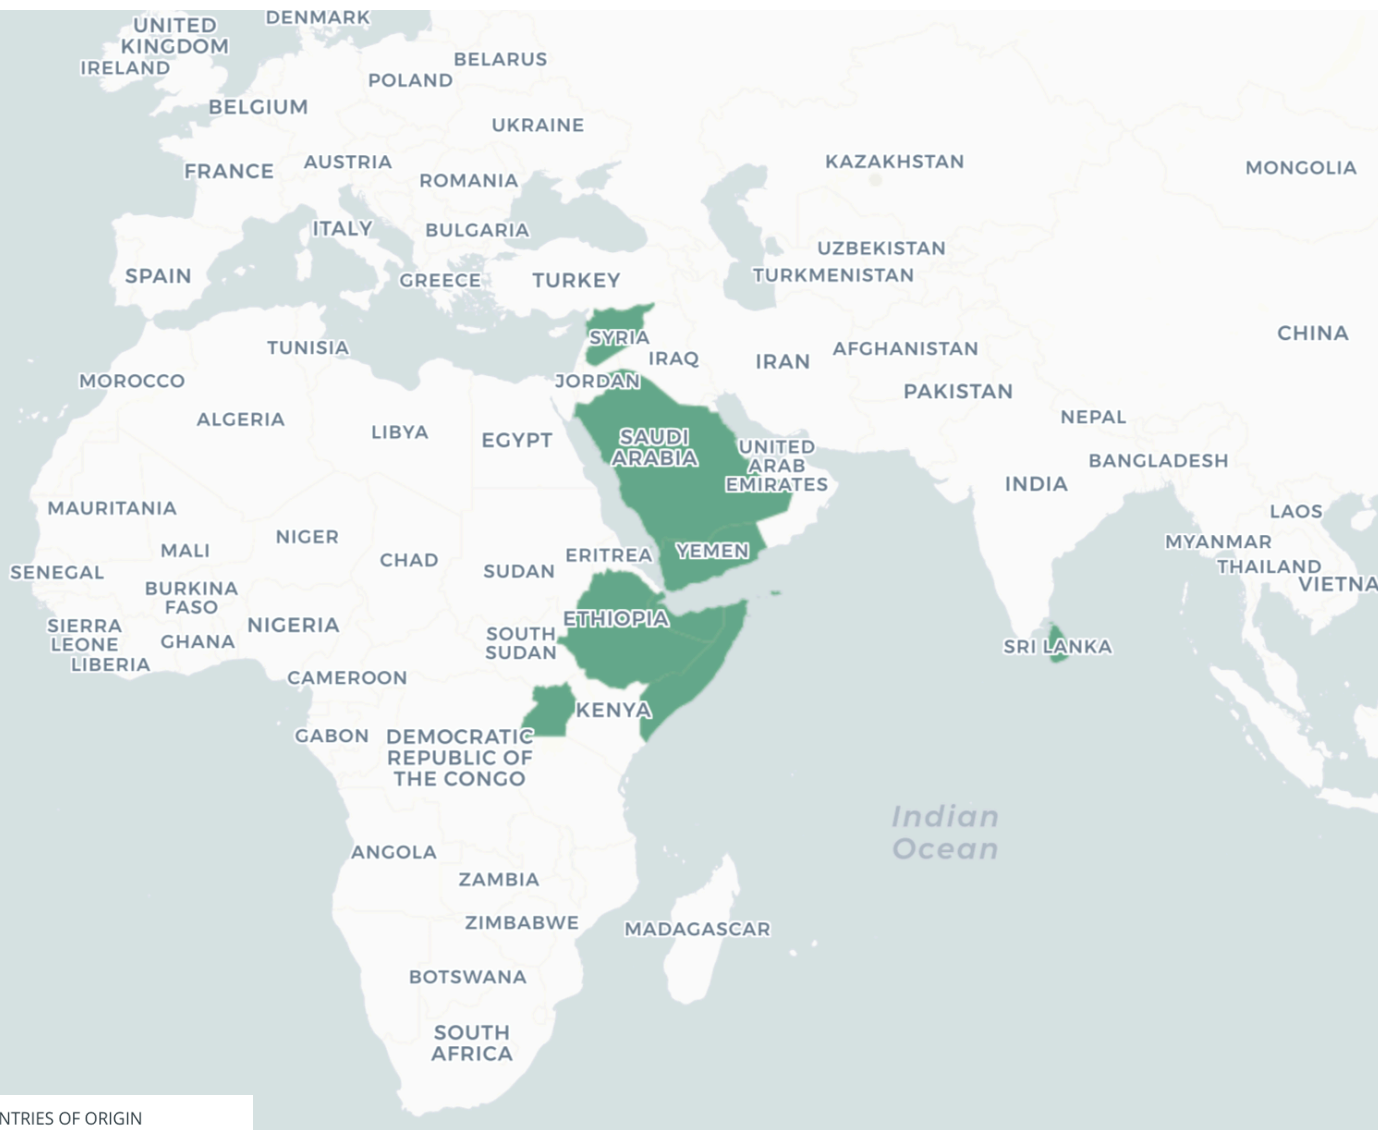 DENMARK
UNITED
KINGDOM
IRELAND
BELARUS
POLAND
BELGIUM
UKRAINE
FRANCE
AUSTRIA
ROMANIA
KAZAKHSTAN
MONGOLIA
ITALY
BULGARIA
UZBEKISTAN
SPAIN
GREECE
TURKEY
TURKMENISTAN
SYRIA
CHINA
TUNISIA
IRAQ
IRAN
AFGHANISTAN
MOROCCO
JORDAN
PAKISTAN
ALGERIA
LIBYA
EGYPT
SAUDI
ARABIA
UNITED
ARAB
EMIRATES
NEPAL
BANGLADESH
INDIA
MAURITANIA
LAOS
NIGER
MALI
CHAD
ERITREA
YEMEN
MYANMAR
SENEGAL
SUDAN
THAILAND
VIETNA
BURKINA
FASO
SIERRA
LEONE
LIBERIA
GHANA
NIGERIA
ETHIOPIA
SOUTH
SUDAN
SRI LANKA
CAMEROON
KENYA
GABON
DEMOCRATIC
REPUBLIC OF
THE CONGO
Indian
Ocean
ANGOLA
ZAMBIA
ZIMBABWE
MADAGASCAR
BOTSWANA
SOUTH
AFRICA
NTRIES OF ORIGIN